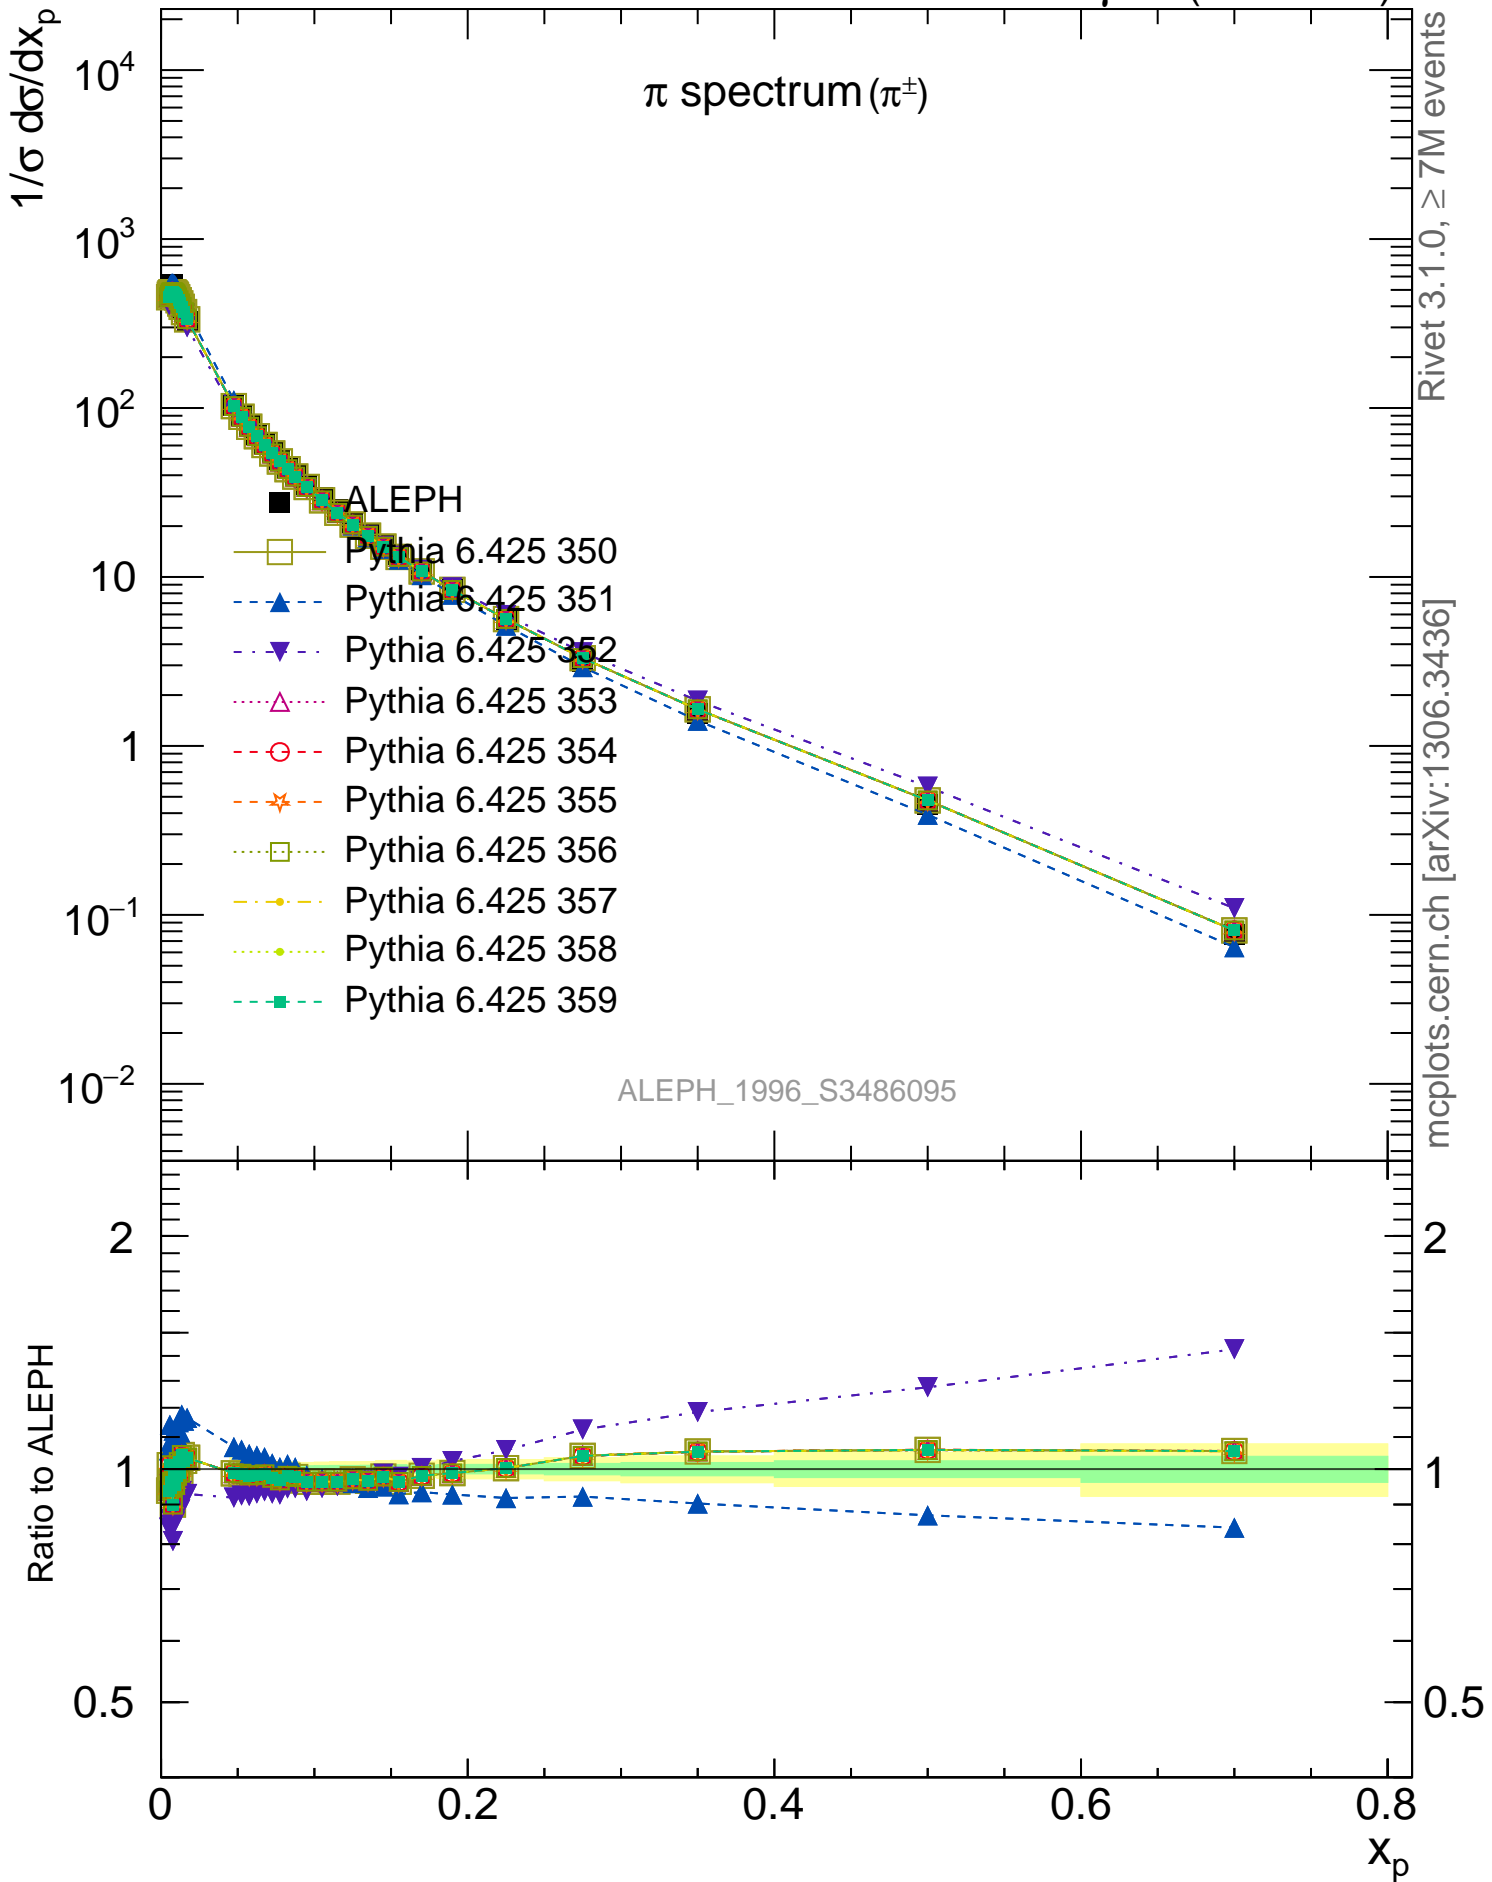 1/σ dσ/dx_p
π spectrum (π^±)
10^4
10^3
10^2
10
1
10^−1
10^−2
ALEPH
Pythia 6.425 350
Pythia 6.425 351
Pythia 6.425 352
Pythia 6.425 353
Pythia 6.425 354
Pythia 6.425 355
Pythia 6.425 356
Pythia 6.425 357
Pythia 6.425 358
Pythia 6.425 359
ALEPH_1996_S3486095
Rivet 3.1.0, ≥ 7M events
mcplots.cern.ch [arXiv:1306.3436]
Ratio to ALEPH
2
1
0.5
2
1
0.5
0
0.2
0.4
0.6
0.8
x_p